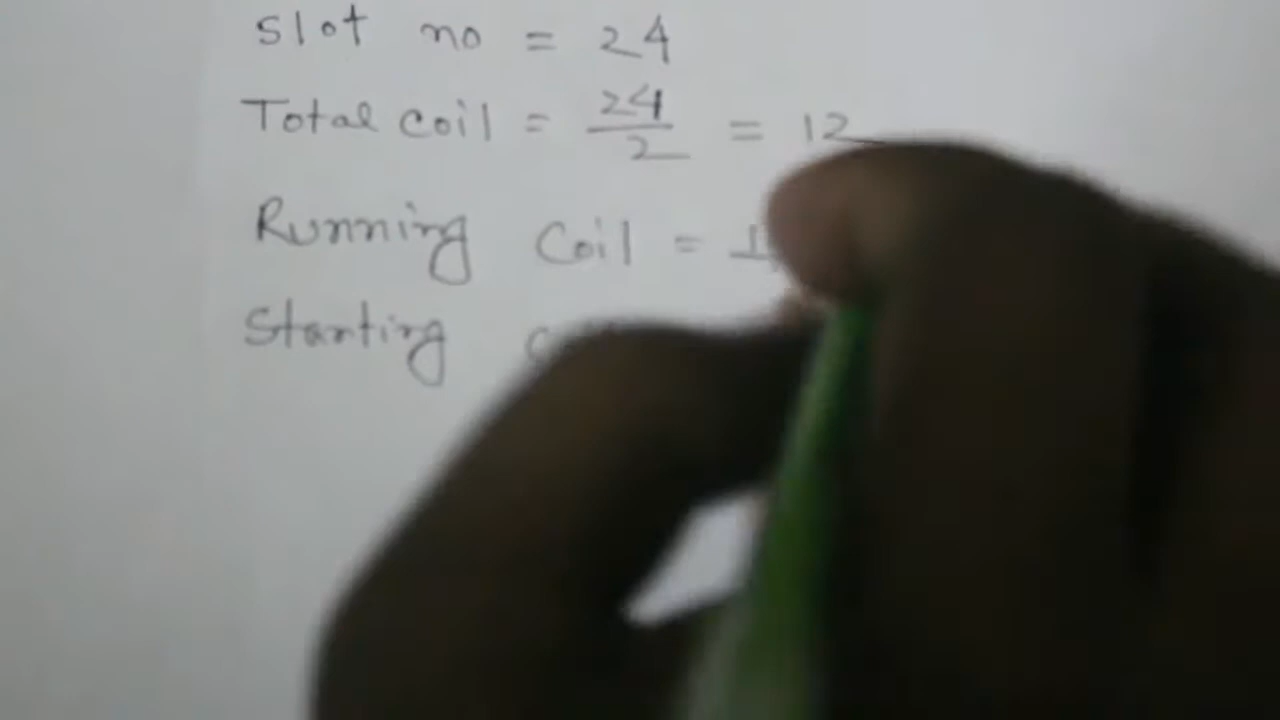 Slot no = 24
Total coil = 24/2 = 12
Running Coil =
Starting